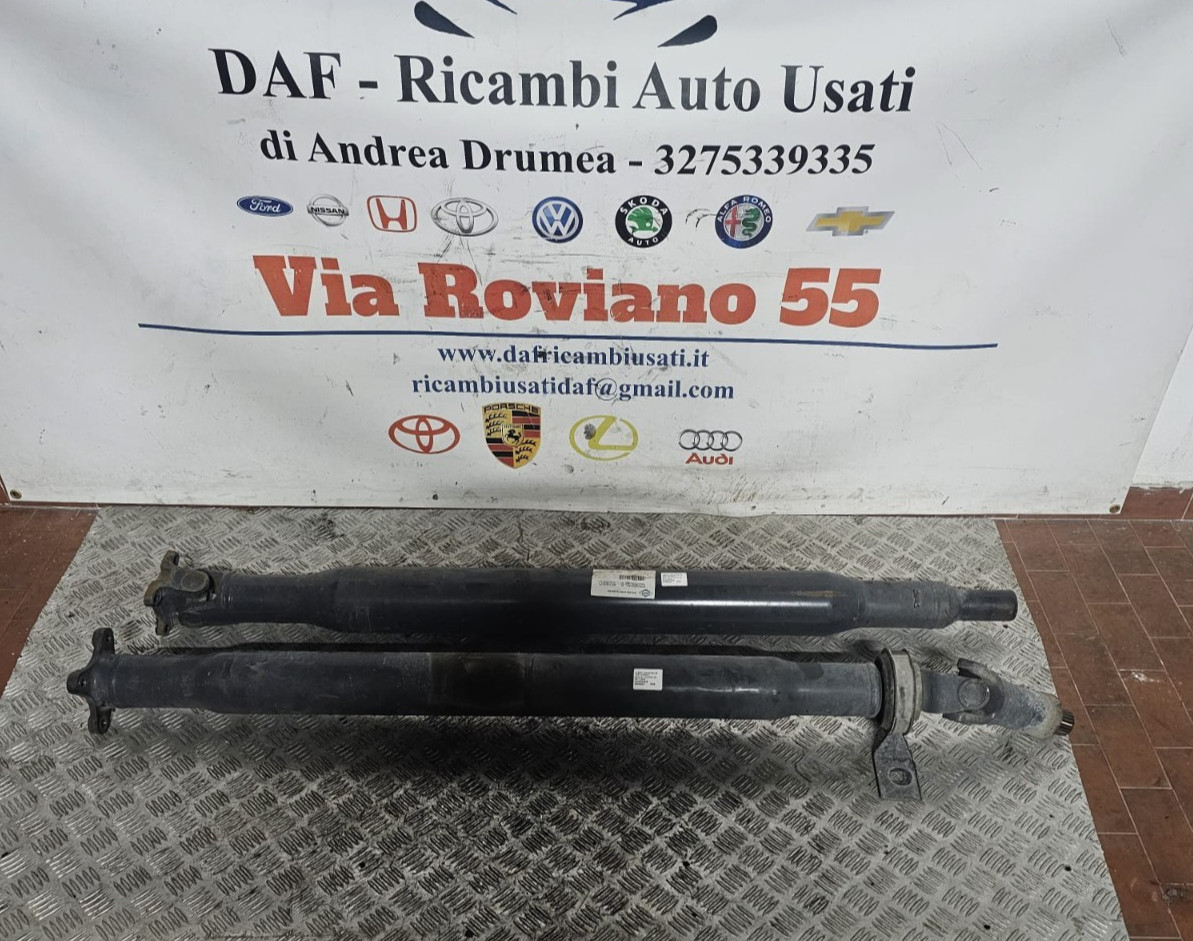 DAF - Ricambi Auto Usati
di Andrea Drumea - 3275339335
Ford NISSAN SKODA AUTO ALFA ROMEO
Via Roviano 55
www.dafricambiusati.it
ricambiusatidaf@gmail.com
PORSCHE
Audi